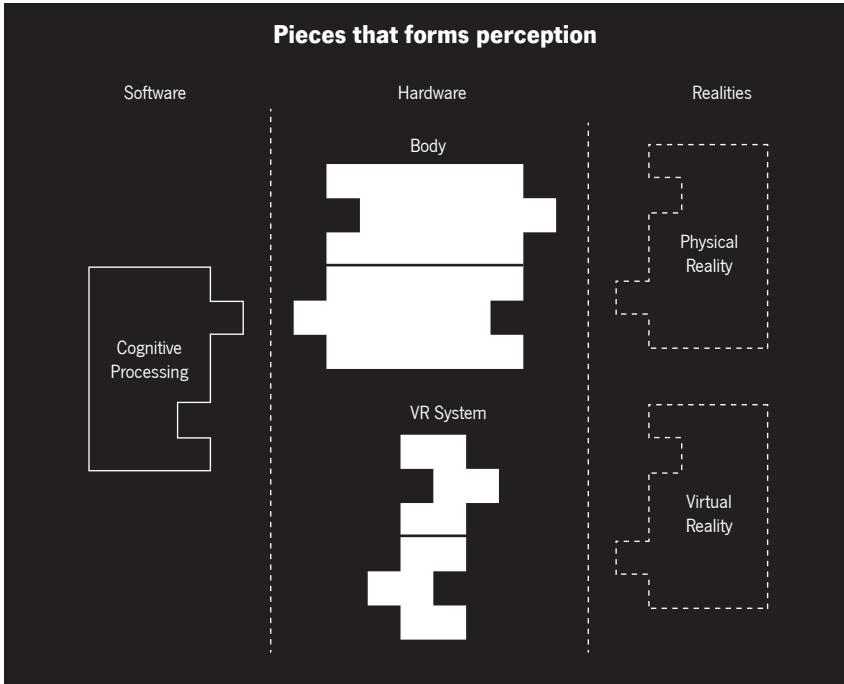 Pieces that forms perception
Software
Hardware
Realities
Body
Physical
Reality
Cognitive
Processing
VR System
Virtual
Reality